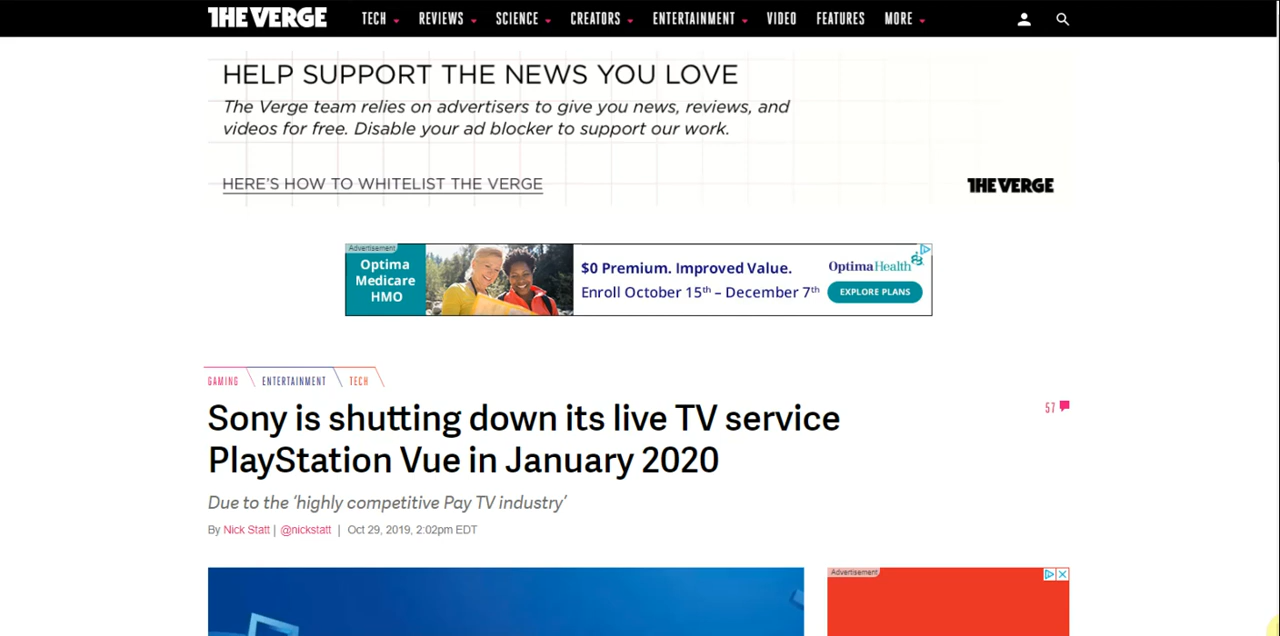 THE VERGE TECH REVIEWS SCIENCE CREATORS ENTERTAINMENT VIDEO FEATURES MORE
HELP SUPPORT THE NEWS YOU LOVE
The Verge team relies on advertisers to give you news, reviews, and
videos for free. Disable your ad blocker to support our work.
HERE'S HOW TO WHITELIST THE VERGE
THE VERGE
Advertisement
Optima
Medicare
HMO
$0 Premium. Improved Value.
Enroll October 15th – December 7th
OptimaHealth
EXPLORE PLANS
GAMING ENTERTAINMENT TECH
Sony is shutting down its live TV service
PlayStation Vue in January 2020
57
Due to the ‘highly competitive Pay TV industry’
By Nick Statt | @nickstatt | Oct 29, 2019, 2:02pm EDT
Advertisement